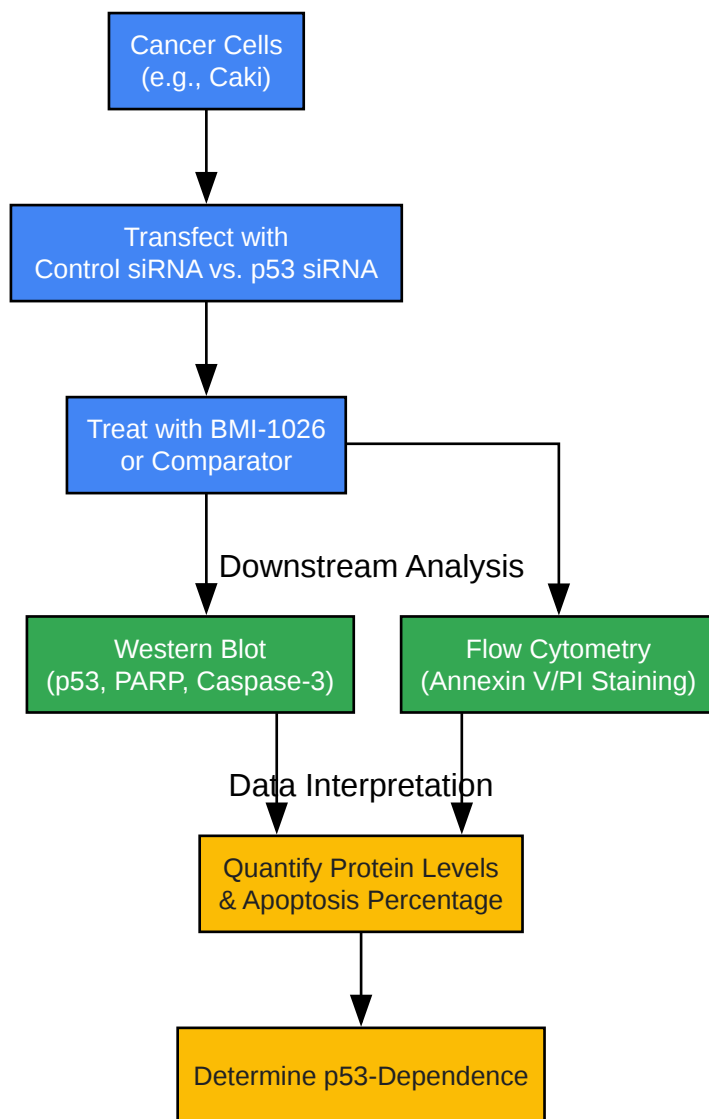 Cancer Cells
(e.g., Caki)
Transfect with
Control siRNA vs. p53 siRNA
Treat with BMI-1026
or Comparator
Downstream Analysis
Western Blot
(p53, PARP, Caspase-3)
Flow Cytometry
(Annexin V/PI Staining)
Data Interpretation
Quantify Protein Levels
& Apoptosis Percentage
Determine p53-Dependence